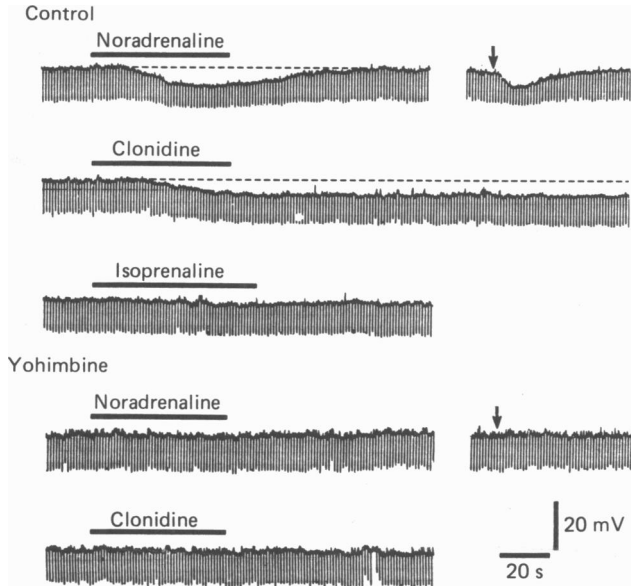 Control
Noradrenaline
Clonidine
Isoprenaline
Yohimbine
Noradrenaline
Clonidine
20 mV
20 s